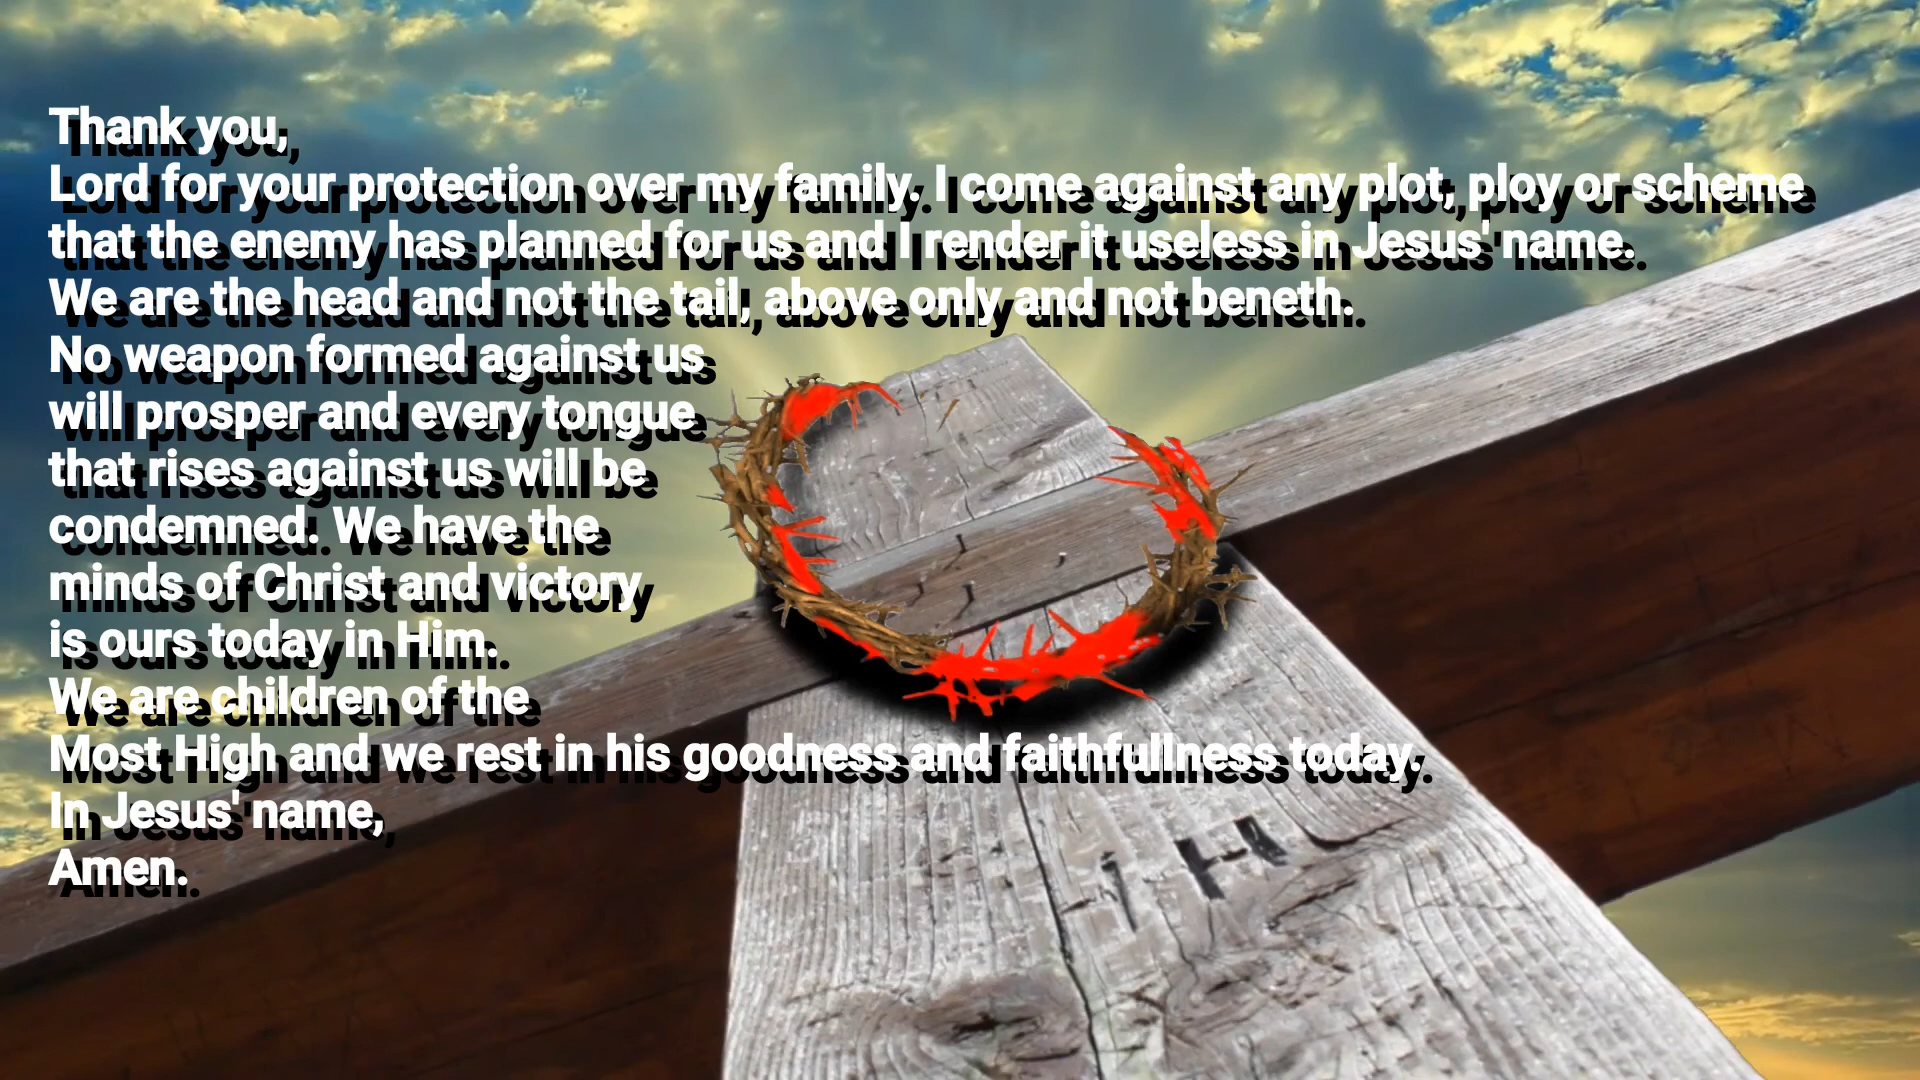 Thank you,
Lord for your protection over my family. I come against any plot, ploy or scheme
that the enemy has planned for us and I render it useless in Jesus' name.
We are the head and not the tail, above only and not beneth.
No weapon formed against us
will prosper and every tongue
that rises against us will be
condemned. We have the
minds of Christ and victory
is ours today in Him.
We are children of the
Most High and we rest in his goodness and faithfullness today.
In Jesus' name,
Amen.
IH